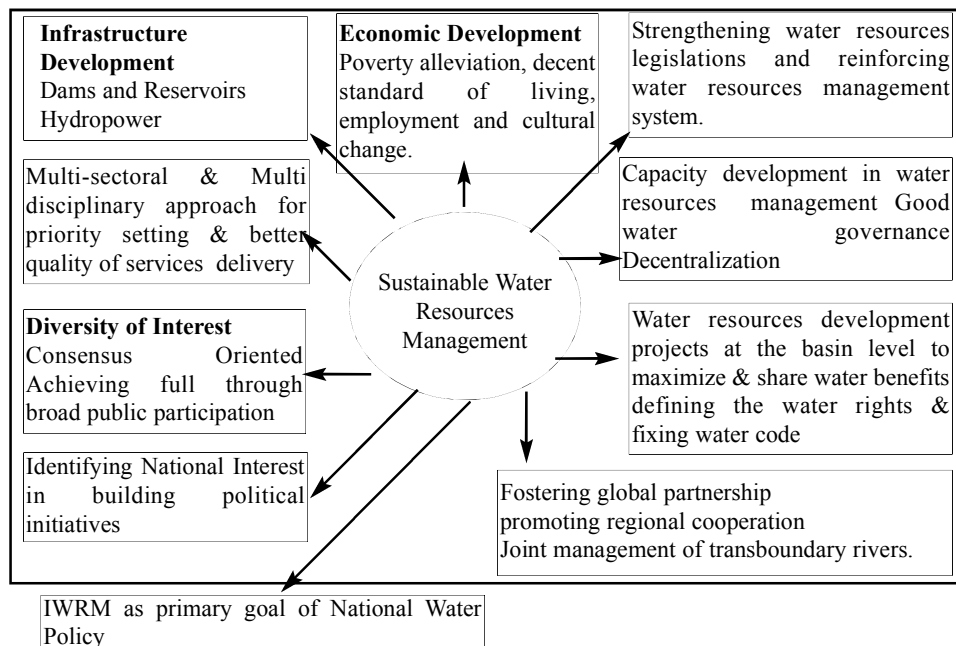 Infrastructure
Development
Dams and Reservoirs
Hydropower
Economic Development
Poverty alleviation, decent
standard of living,
employment and cultural
change.
Strengthening water resources
legislations and reinforcing
water resources management
system.
Multi-sectoral & Multi
disciplinary approach for
priority setting & better
quality of services delivery
Capacity development in water
resources management Good
water governance
Decentralization
Sustainable Water
Resources
Management
Diversity of Interest
Consensus Oriented
Achieving full through
broad public participation
Water resources development
projects at the basin level to
maximize & share water benefits
defining the water rights &
fixing water code
Identifying National Interest
in building political
initiatives
Fostering global partnership
promoting regional cooperation
Joint management of transboundary rivers.
IWRM as primary goal of National Water
Policy